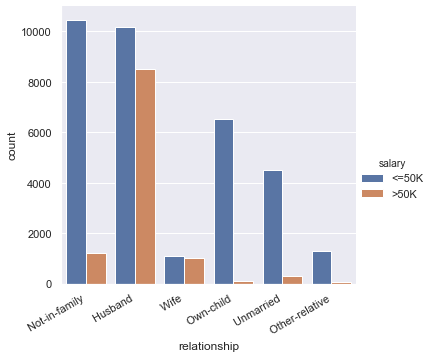 10000
8000
6000
4000
2000
0
count
Not-in-family
Husband
Wife
Own-child
Unmarried
Other-relative
relationship
salary
<=50K
>50K